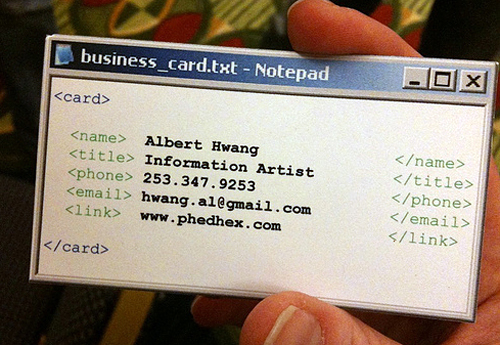 business_card.txt - Notepad
<card>
<name> Albert Hwang </name>
<title> Information Artist </title>
<phone> 253.347.9253 </phone>
<email> hwang.al@gmail.com </email>
<link> www.phedhex.com </link>
</card>